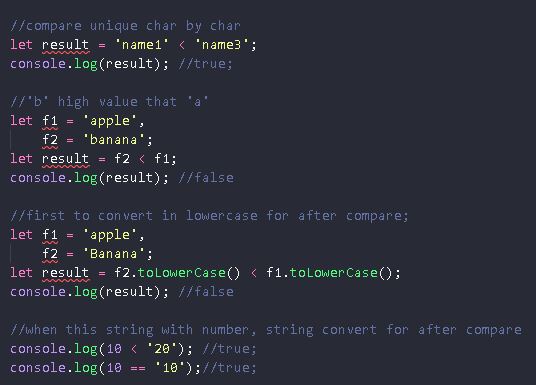 //compare unique char by char
let result = 'name1' < 'name3';
console.log(result); //true;
//'b' high value that 'a'
let f1 = 'apple',
f2 = 'banana';
let result = f2 < f1;
console.log(result); //false
//first to convert in lowercase for after compare;
let f1 = 'apple',
f2 = 'Banana';
let result = f2.toLowerCase() < f1.toLowerCase();
console.log(result); //false
//when this string with number, string convert for after compare
console.log(10 < '20'); //true;
console.log(10 == '10');//true;